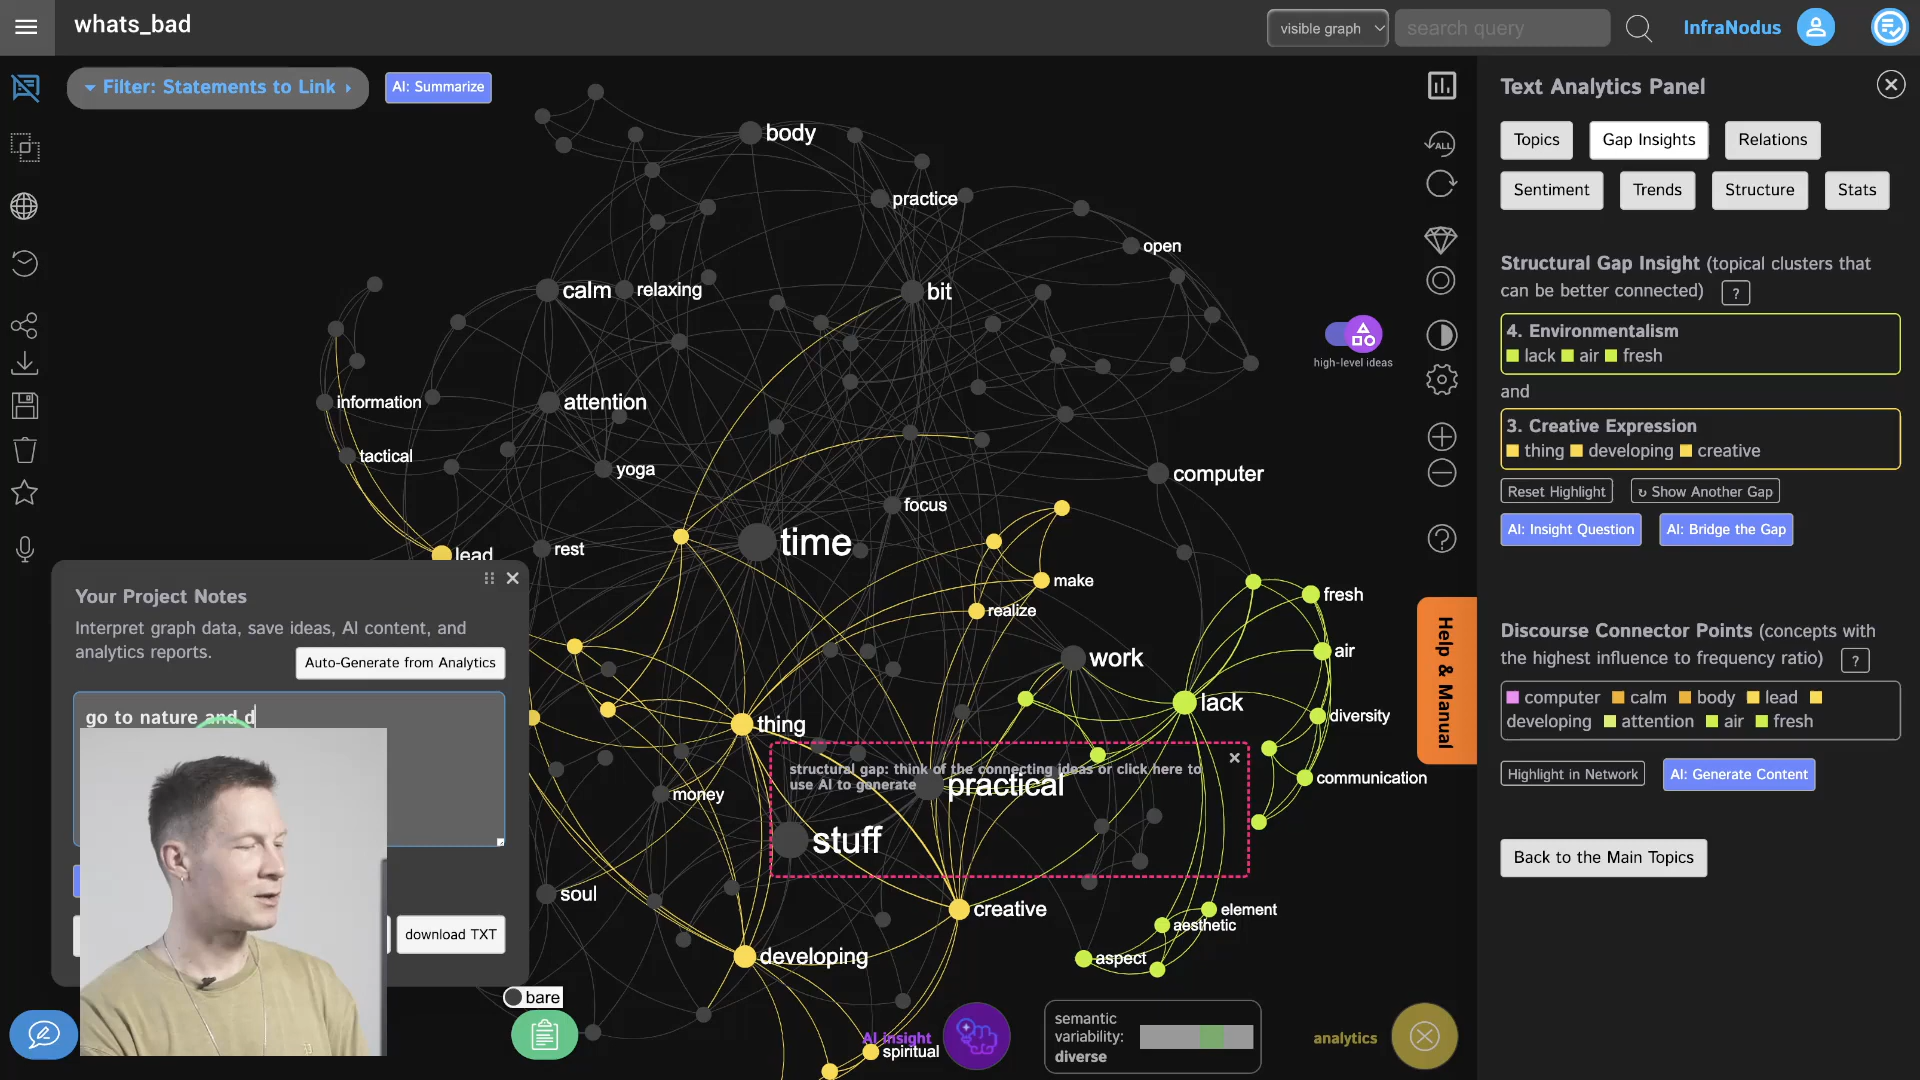 whats_bad
visible graph
search query
InfraNodus
Filter: Statements to Link
AI: Summarize
ALL
body
practice
open
calm
relaxing
bit
information
attention
tactical
yoga
computer
focus
time
lead
rest
make
realize
fresh
air
work
lack
diversity
thing
communication
structural gap: think of the connecting ideas or click here to
use AI to generate
practical
money
stuff
soul
creative
element
aesthetic
developing
aspect
bare
spiritual
high-level ideas
Your Project Notes
Interpret graph data, save ideas, AI content, and
analytics reports.
Auto-Generate from Analytics
go to nature and d
download TXT
AI insight
semantic
variability:
diverse
analytics
Help & Manual
Text Analytics Panel
Topics
Gap Insights
Relations
Sentiment
Trends
Structure
Stats
Structural Gap Insight (topical clusters that
can be better connected) ?
4. Environmentalism
lack air fresh
and
3. Creative Expression
thing developing creative
Reset Highlight
↻ Show Another Gap
AI: Insight Question
AI: Bridge the Gap
Discourse Connector Points (concepts with
the highest influence to frequency ratio) ?
computer calm body lead
developing attention air fresh
Highlight in Network
AI: Generate Content
Back to the Main Topics